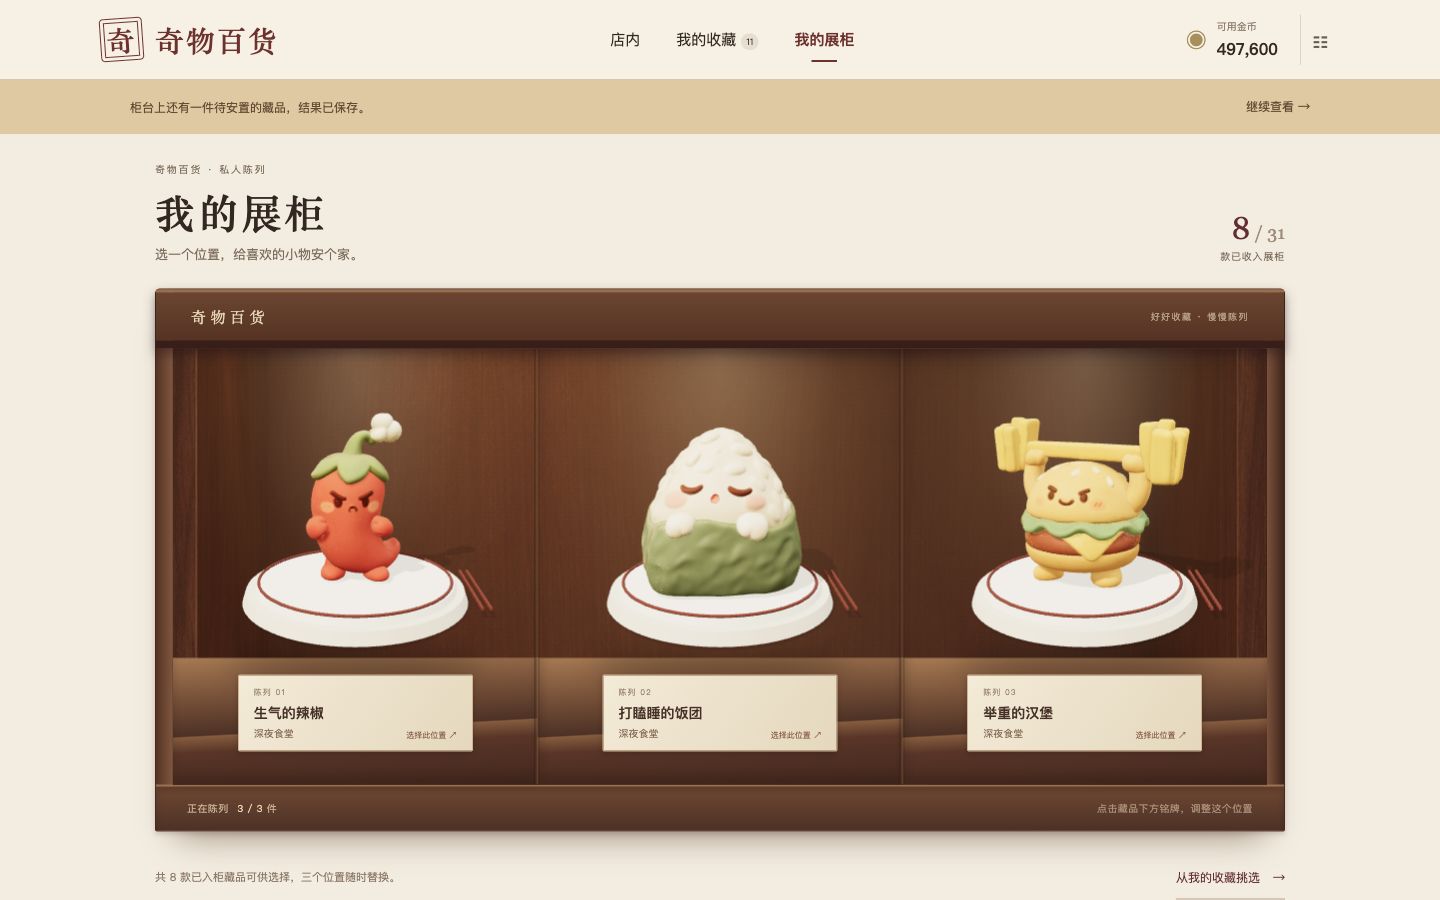 奇 奇物百货
店内 我的收藏 11 我的展柜
可用金币
497,600
柜台上还有一件待安置的藏品，结果已保存。 继续查看 →
奇物百货 · 私人陈列
我的展柜
选一个位置，给喜欢的小物安个家。
8 / 31
款已收入展柜
奇物百货 好好收藏 · 慢慢陈列
陈列 01
生气的辣椒
深夜食堂 选择此位置 ↗
陈列 02
打瞌睡的饭团
深夜食堂 选择此位置 ↗
陈列 03
举重的汉堡
深夜食堂 选择此位置 ↗
正在陈列 3 / 3 件 点击藏品下方铭牌，调整这个位置
共 8 款已入柜藏品可供选择，三个位置随时替换。 从我的收藏挑选 →